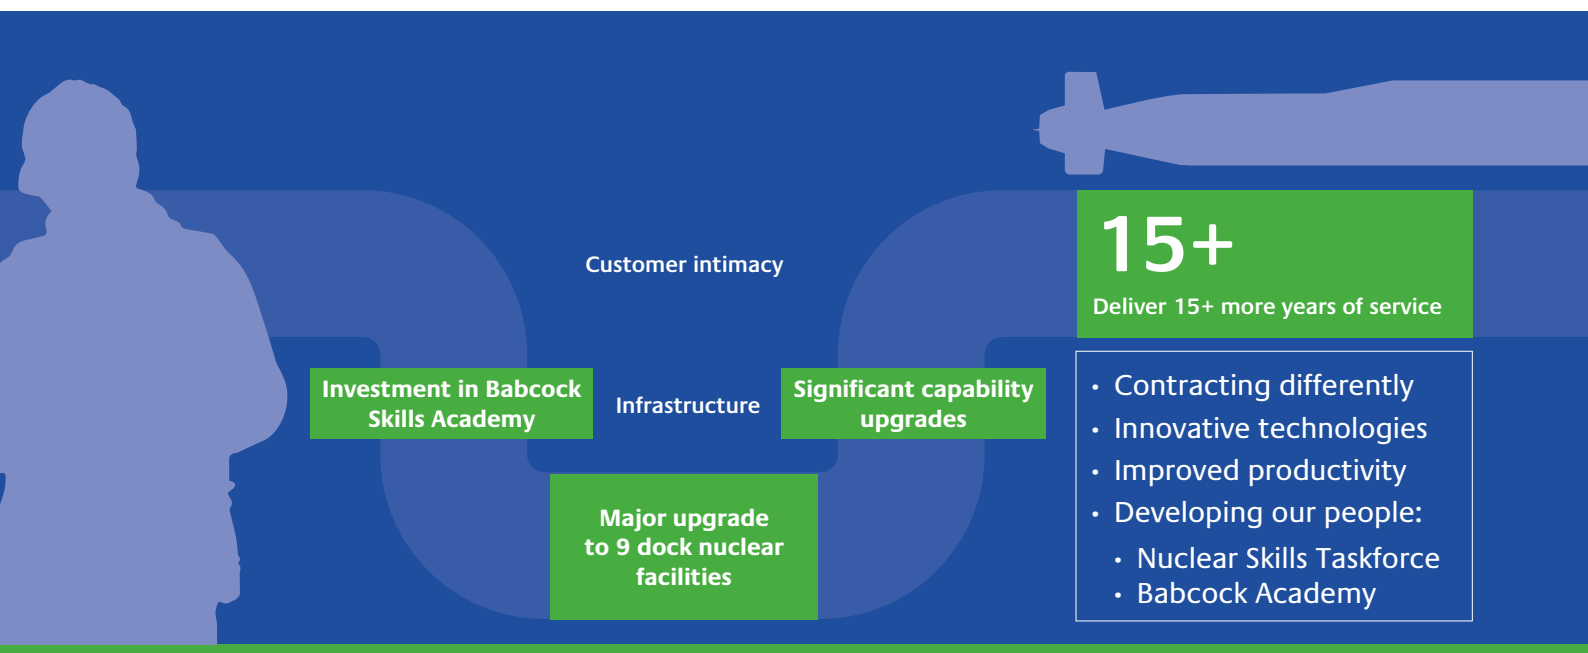 Customer intimacy
Investment in Babcock
Skills Academy
Infrastructure
Significant capability
upgrades
Major upgrade
to 9 dock nuclear
facilities
15+
Deliver 15+ more years of service
• Contracting differently
• Innovative technologies
• Improved productivity
• Developing our people:
• Nuclear Skills Taskforce
• Babcock Academy